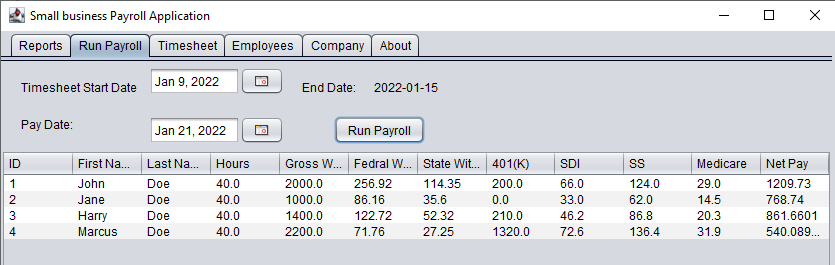 Small business Payroll Application
Reports Run Payroll Timesheet Employees Company About
Timesheet Start Date Jan 9, 2022 End Date: 2022-01-15
Pay Date: Jan 21, 2022 Run Payroll
ID First Na... Last Na... Hours Gross W... Fedral W... State Wit... 401(K) SDI SS Medicare Net Pay
1 John Doe 40.0 2000.0 256.92 114.35 200.0 66.0 124.0 29.0 1209.73
2 Jane Doe 40.0 1000.0 86.16 35.6 0.0 33.0 62.0 14.5 768.74
3 Harry Doe 40.0 1400.0 122.72 52.32 210.0 46.2 86.8 20.3 861.6601
4 Marcus Doe 40.0 2200.0 71.76 27.25 1320.0 72.6 136.4 31.9 540.089...